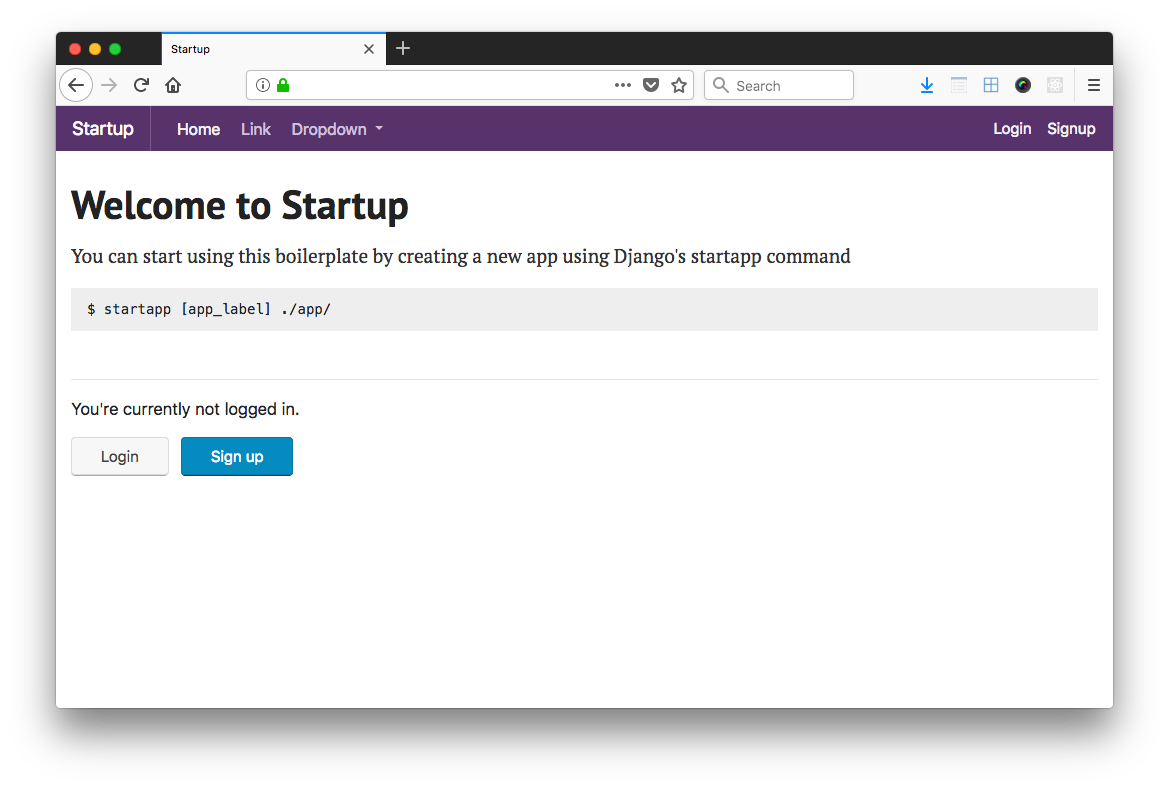 Startup
Search
Startup Home Link Dropdown Login Signup
Welcome to Startup
You can start using this boilerplate by creating a new app using Django's startapp command
$ startapp [app_label] ./app/
You're currently not logged in.
Login Sign up